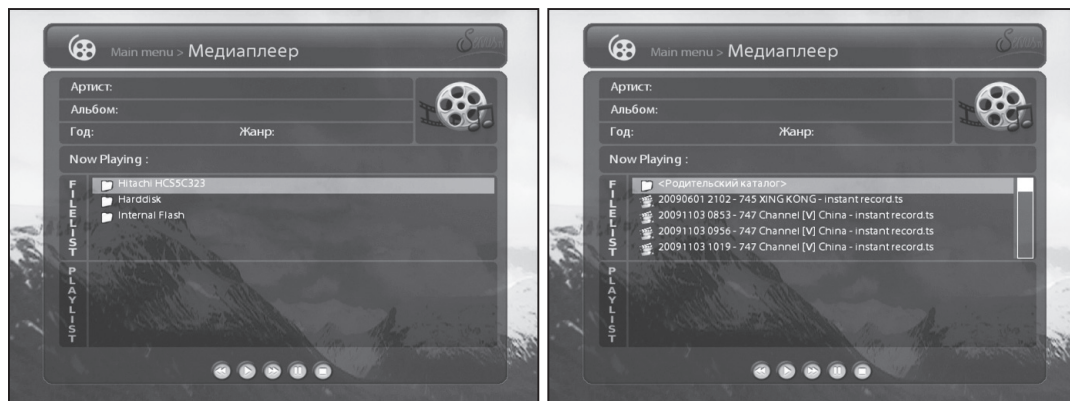 Main menu > Медиаплеер
Артист:
Альбом:
Год: Жанр:
Now Playing :
FILELIST
Hitachi HCS5C323
Harddisk
Internal Flash
PLAYLIST
Main menu > Медиаплеер
Артист:
Альбом:
Год: Жанр:
Now Playing :
FILELIST
<Родительский каталог>
20090601 2102 - 745 XING KONG - instant record.ts
20091103 0853 - 747 Channel [V] China - instant record.ts
20091103 0956 - 747 Channel [V] China - instant record.ts
20091103 1019 - 747 Channel [V] China - instant record.ts
PLAYLIST